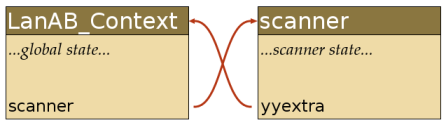 LanAB_Context
...global state...
scanner
scanner
...scanner state...
yyextra